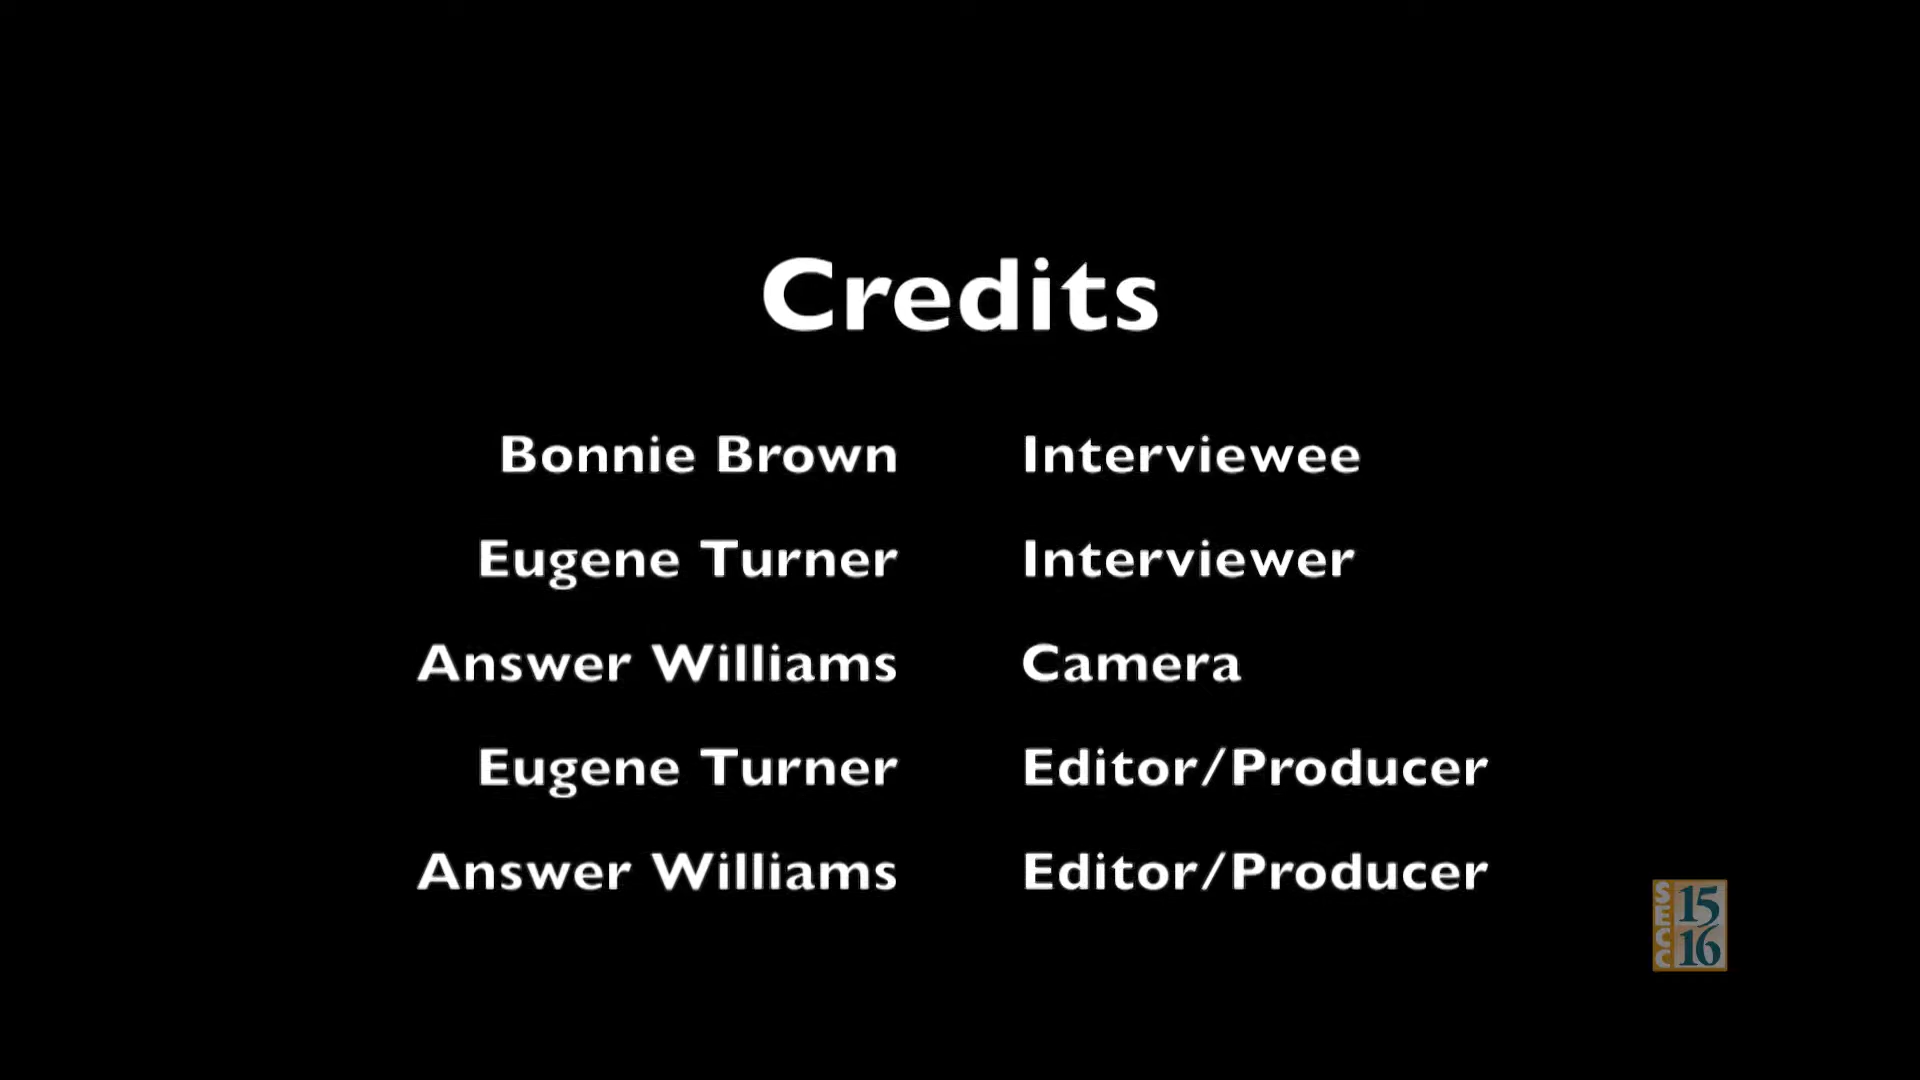 Credits
Bonnie Brown Interviewee
Eugene Turner Interviewer
Answer Williams Camera
Eugene Turner Editor/Producer
Answer Williams Editor/Producer
SECC
15
16